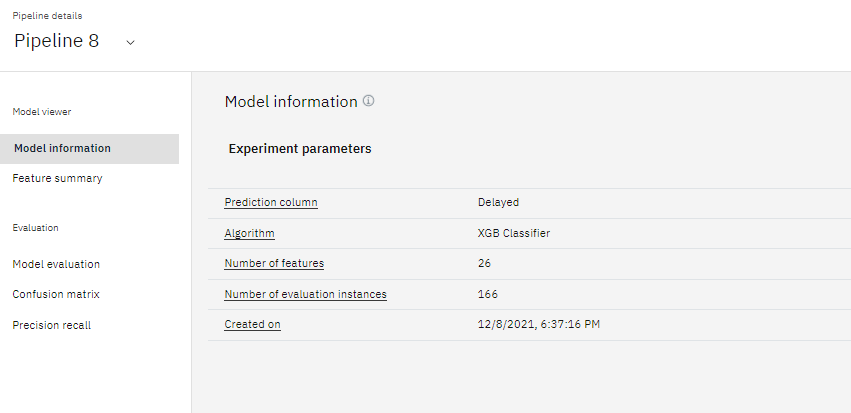 Pipeline details
Pipeline 8
Model viewer
Model information
Feature summary
Evaluation
Model evaluation
Confusion matrix
Precision recall
Model information
Experiment parameters
Prediction column Delayed
Algorithm XGB Classifier
Number of features 26
Number of evaluation instances 166
Created on 12/8/2021, 6:37:16 PM